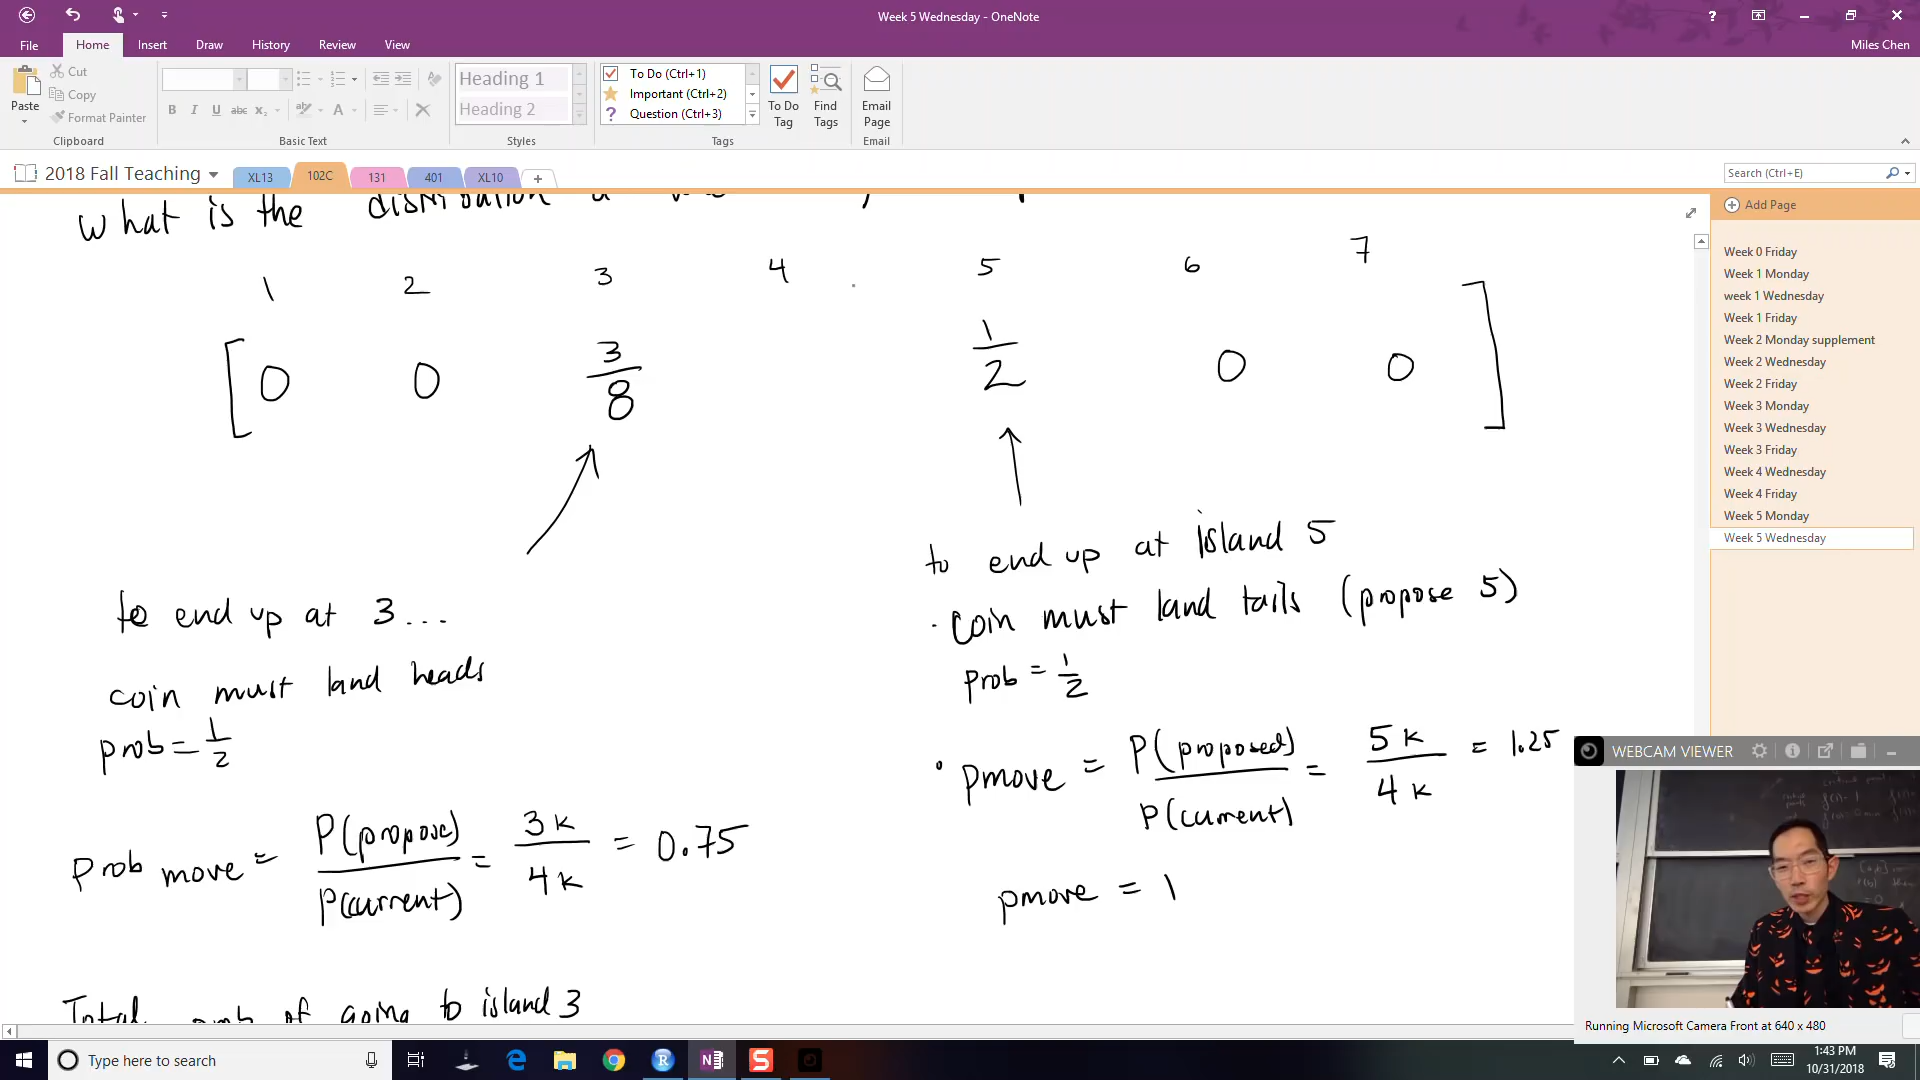 Week 5 Wednesday - OneNote
File Home Insert Draw History Review View
Miles Chen
Paste
Cut
Copy
Format Painter
Clipboard
B I U abc x₂ A
Basic Text
Heading 1
Heading 2
Styles
To Do (Ctrl+1)
Important (Ctrl+2)
Question (Ctrl+3)
Tags
To Do Tag
Find Tags
Email Page
Email
2018 Fall Teaching
XL13 102C 131 401 XL10
Search (Ctrl+E)
Add Page
Week 0 Friday
Week 1 Monday
week 1 Wednesday
Week 1 Friday
Week 2 Monday supplement
Week 2 Wednesday
Week 2 Friday
Week 3 Monday
Week 3 Wednesday
Week 3 Friday
Week 4 Wednesday
Week 4 Friday
Week 5 Monday
Week 5 Wednesday
what is the distribution
1 2 3 4 5 6 7
[ 0 0 3/8 1/2 0 0 ]
to end up at 3...
coin must land heads
prob = 1/2
prob move = P(propose)/P(current) = 3k/4k = 0.75
Total prob of going to island 3
to end up at island 5
· coin must land tails (propose 5)
prob = 1/2
· pmove = P(proposed)/P(current) = 5k/4k = 1.25
pmove = 1
WEBCAM VIEWER
Running Microsoft Camera Front at 640 x 480
Type here to search
1:43 PM
10/31/2018